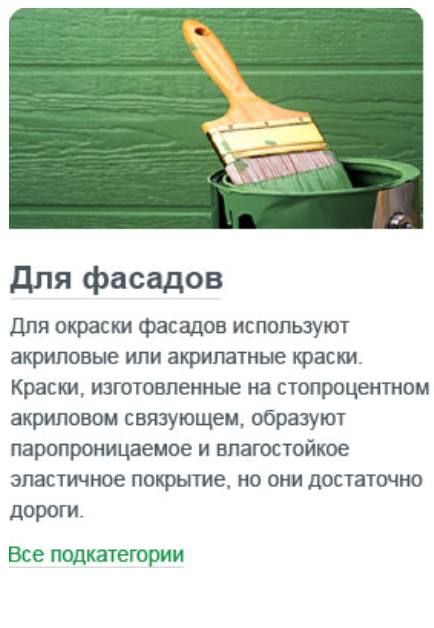 Для фасадов
Для окраски фасадов используют
акриловые или акрилатные краски.
Краски, изготовленные на стопроцентном
акриловом связующем, образуют
паропроницаемое и влагостойкое
эластичное покрытие, но они достаточно
дороги.
Все подкатегории